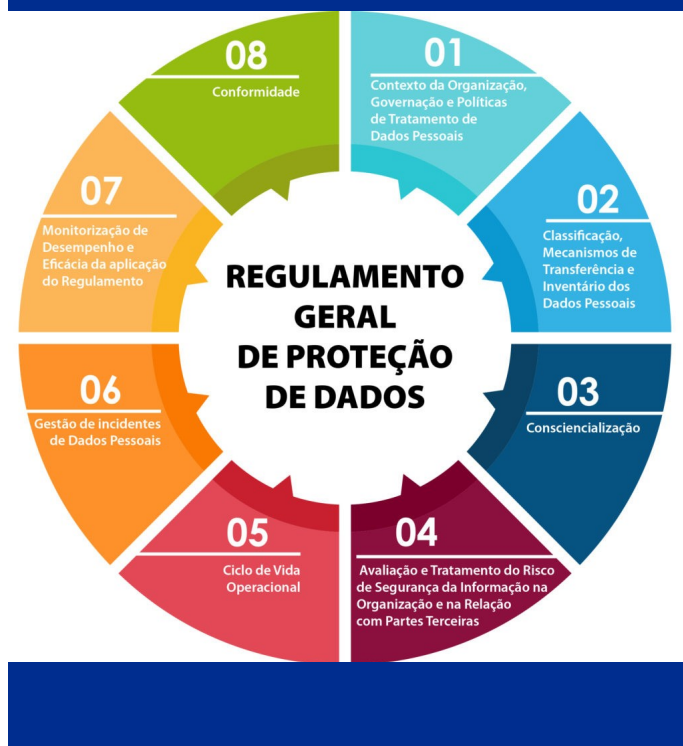 01
Contexto da Organização,
Governação e Políticas
de Tratamento de
Dados Pessoais
02
Classificação,
Mecanismos de
Transferência e
Inventário dos
Dados Pessoais
03
Consciencialização
04
Avaliação e Tratamento do Risco
de Segurança da Informação na
Organização e na Relação
com Partes Terceiras
05
Ciclo de Vida
Operacional
06
Gestão de incidentes
de Dados Pessoais
07
Monitorização de
Desempenho e
Eficácia da aplicação
do Regulamento
08
Conformidade
REGULAMENTO
GERAL
DE PROTEÇÃO
DE DADOS